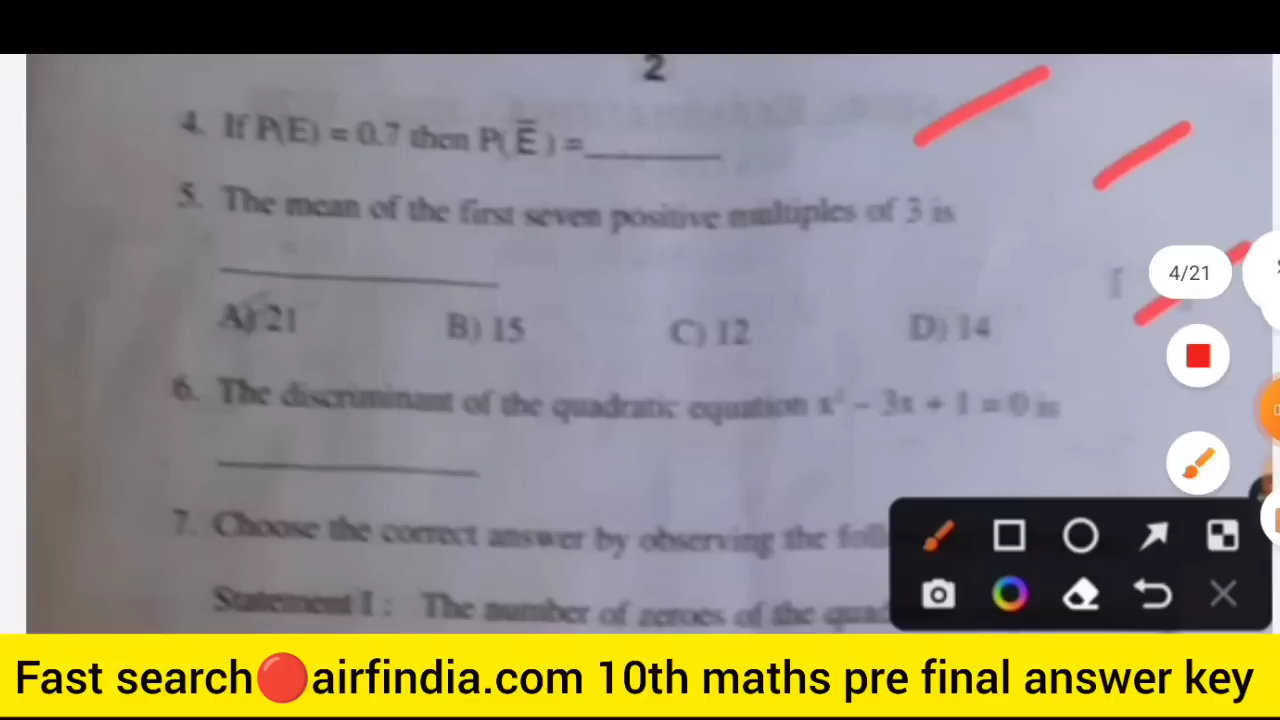 2
4. If P(E) = 0.7 then P(E̅) =________
5. The mean of the first seven positive multiples of 3 is
________
A) 21 B) 15 C) 12 D) 14
6. The discriminant of the quadratic equation x² – 3x + 1 = 0 is
________
7. Choose the correct answer by observing the
Statement I : The number of zeroes of the
4/21
Fast search🔴airfindia.com 10th maths pre final answer key